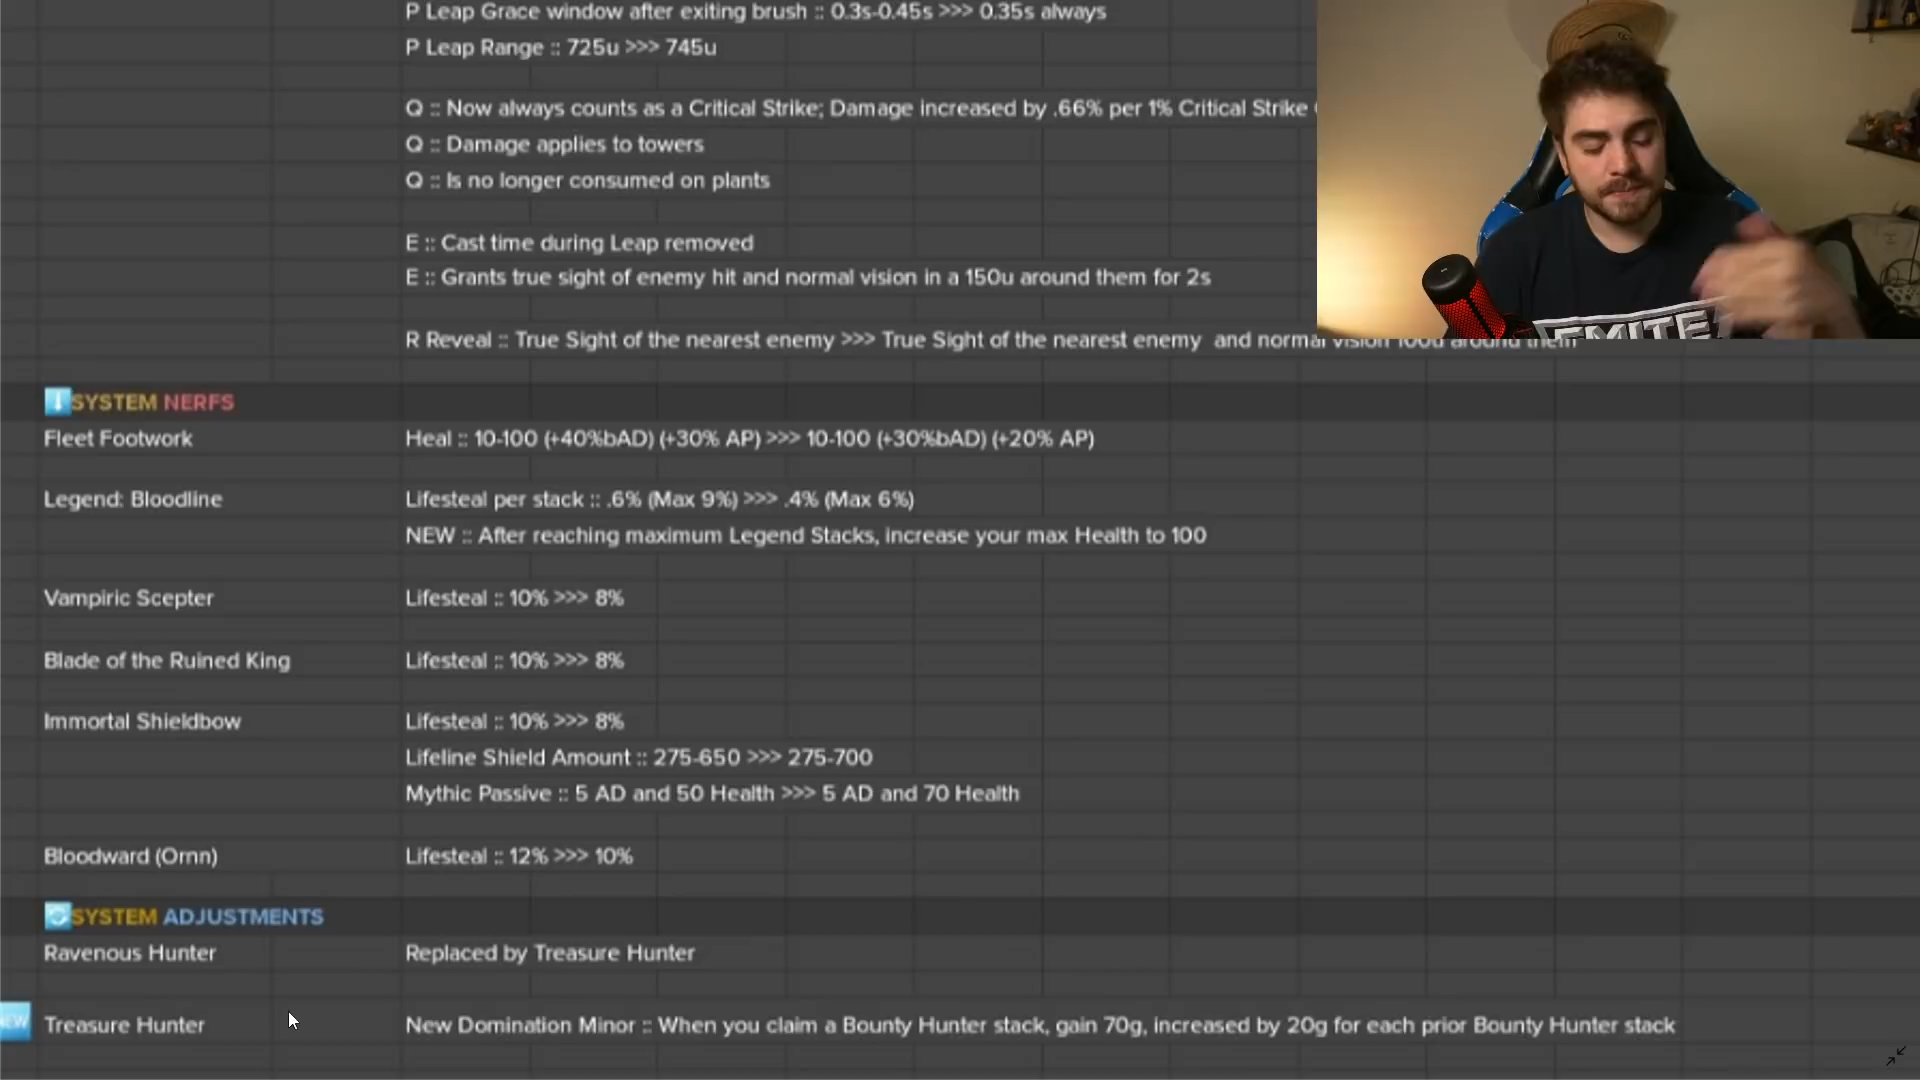 P Leap Grace window after exiting brush :: 0.3s-0.45s >>> 0.35s always
P Leap Range :: 725u >>> 745u
Q :: Now always counts as a Critical Strike; Damage increased by .66% per 1% Critical Strike
Q :: Damage applies to towers
Q :: Is no longer consumed on plants
E :: Cast time during Leap removed
E :: Grants true sight of enemy hit and normal vision in a 150u around them for 2s
R Reveal :: True Sight of the nearest enemy >>> True Sight of the nearest enemy and normal vision 100u around them
SYSTEM NERFS
Fleet Footwork Heal :: 10-100 (+40%bAD) (+30% AP) >>> 10-100 (+30%bAD) (+20% AP)
Legend: Bloodline Lifesteal per stack :: .6% (Max 9%) >>> .4% (Max 6%)
NEW :: After reaching maximum Legend Stacks, increase your max Health to 100
Vampiric Scepter Lifesteal :: 10% >>> 8%
Blade of the Ruined King Lifesteal :: 10% >>> 8%
Immortal Shieldbow Lifesteal :: 10% >>> 8%
Lifeline Shield Amount :: 275-650 >>> 275-700
Mythic Passive :: 5 AD and 50 Health >>> 5 AD and 70 Health
Bloodward (Ornn) Lifesteal :: 12% >>> 10%
SYSTEM ADJUSTMENTS
Ravenous Hunter Replaced by Treasure Hunter
NEW Treasure Hunter New Domination Minor :: When you claim a Bounty Hunter stack, gain 70g, increased by 20g for each prior Bounty Hunter stack